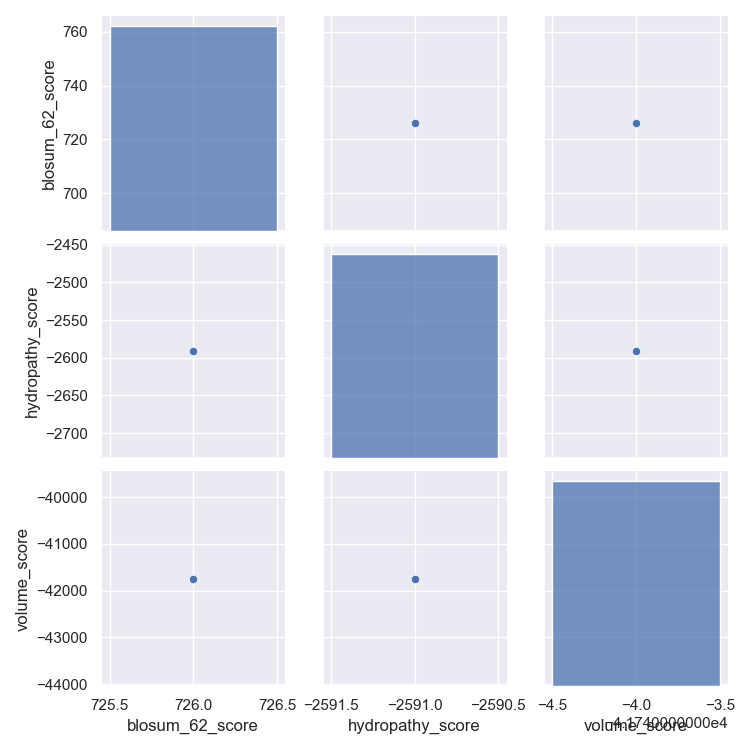 760
740
720
700
blosum_62_score
−2450
−2500
−2550
−2600
−2650
−2700
hydropathy_score
−40000
−41000
−42000
−43000
−44000
volume_score
725.5 726.0 726.5
−2591.5 −2591.0 −2590.5
−4.5 −4.0 −3.5
−4.1740000000e4
blosum_62_score
hydropathy_score
volume_score